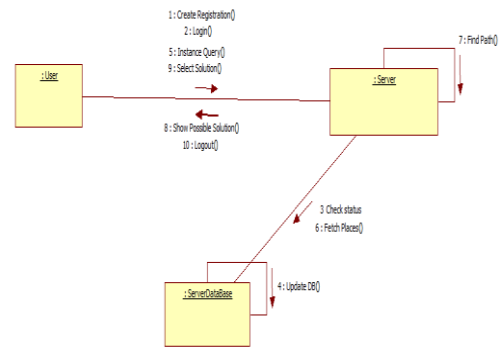 1 : Create Registration()
2 : Login()
5 : Instance Query()
9 : Select Solution()
7 : Find Path()
: User
: Server
8 : Show Possible Solution()
10 : Logout()
3 Check status
6 : Fetch Places()
: ServerDataBase
4 : Update DB()